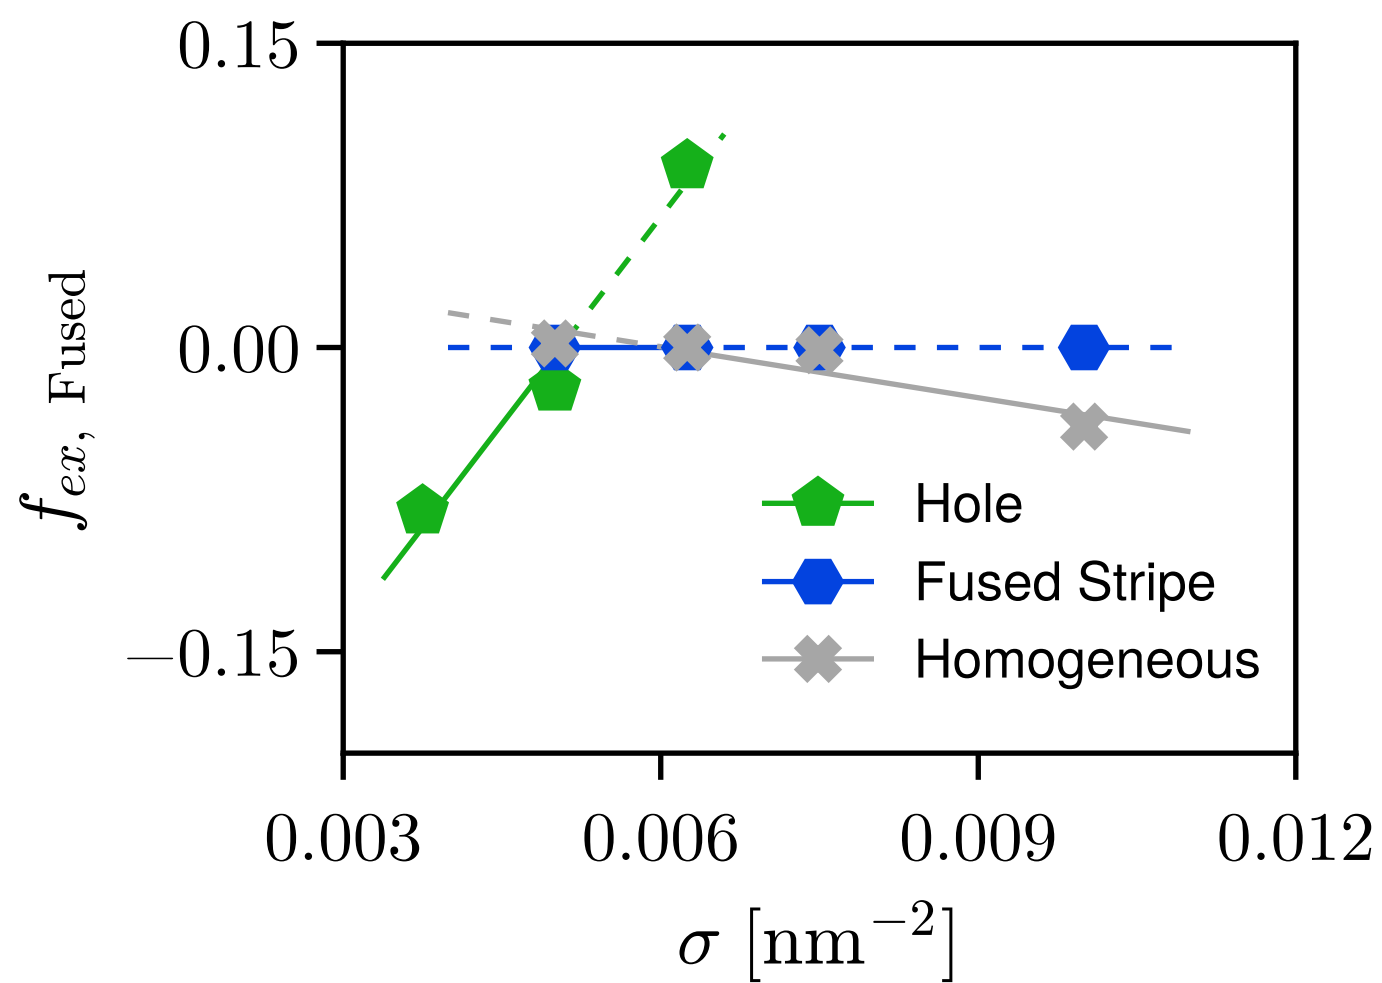 0.15
0.00
−0.15
f_{ex, Fused}
Hole
Fused Stripe
Homogeneous
0.003 0.006 0.009 0.012
σ [nm⁻²]